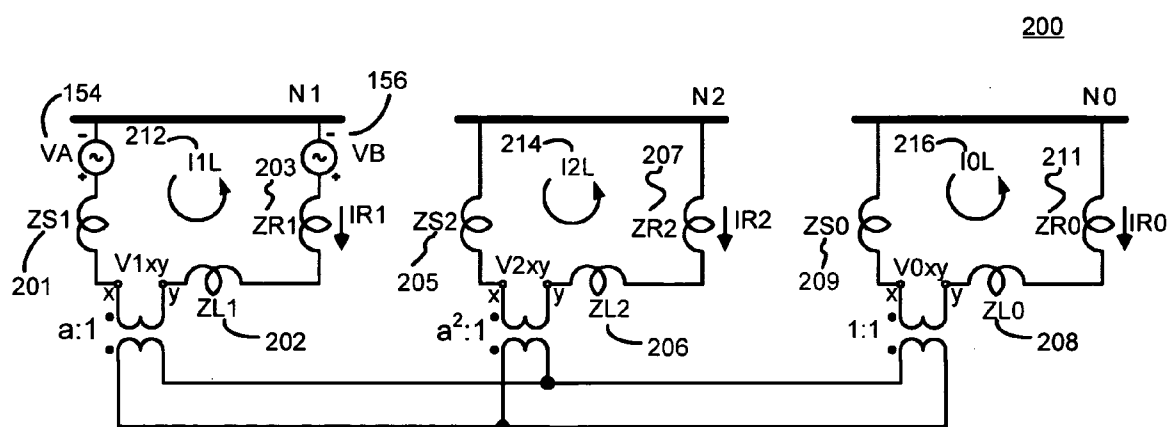 200
N1
N2
N0
154
156
VA
VB
212
I1L
203
ZS1
ZR1
IR1
201
V1xy
x
y
ZL1
202
a:1
214
I2L
207
ZS2
ZR2
IR2
205
V2xy
x
y
ZL2
206
a²:1
216
I0L
211
ZS0
ZR0
IR0
209
V0xy
x
y
ZL0
208
1:1